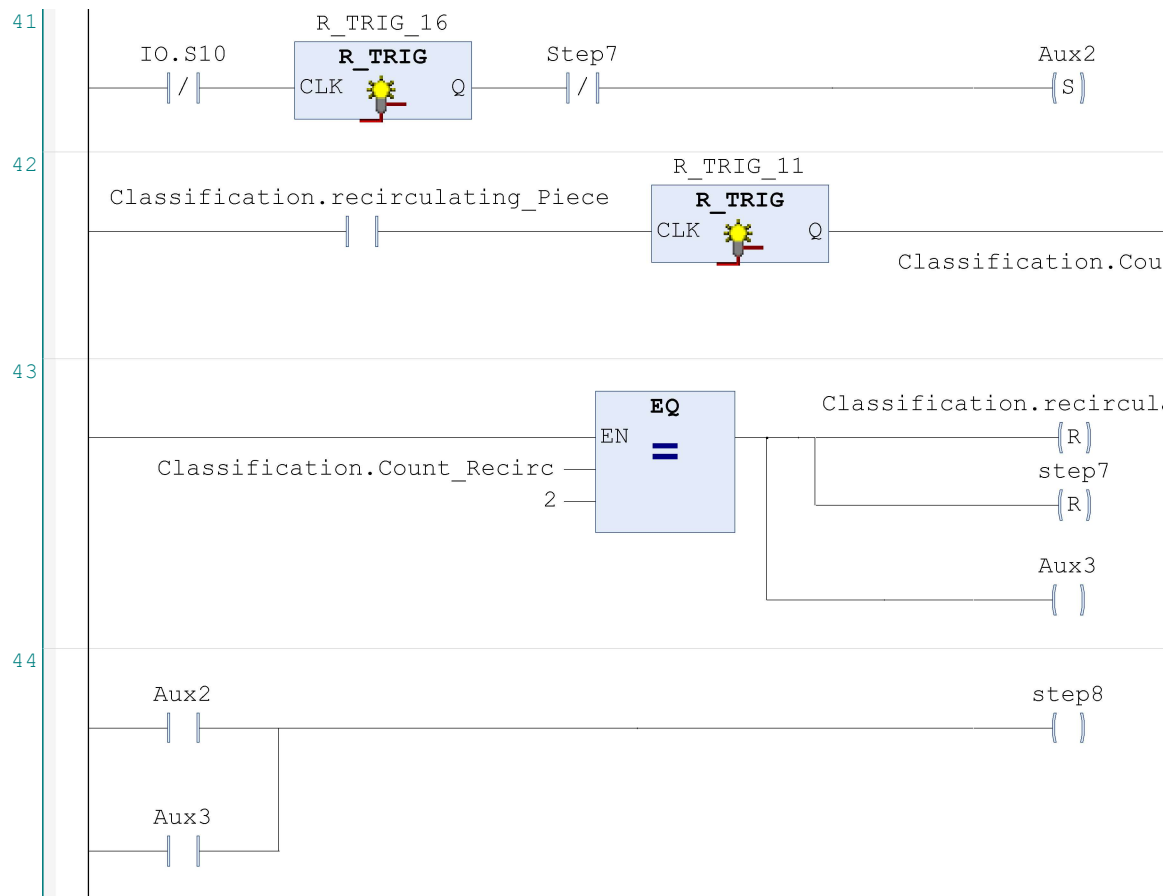 41
R_TRIG_16
IO.S10
R_TRIG
Step7
Aux2
/
CLK
Q
/
S
42
R_TRIG_11
Classification.recirculating_Piece
R_TRIG
CLK
Q
Classification.Cou
43
EQ
Classification.recircula
EN
=
R
Classification.Count_Recirc
step7
2
R
Aux3
44
Aux2
step8
Aux3